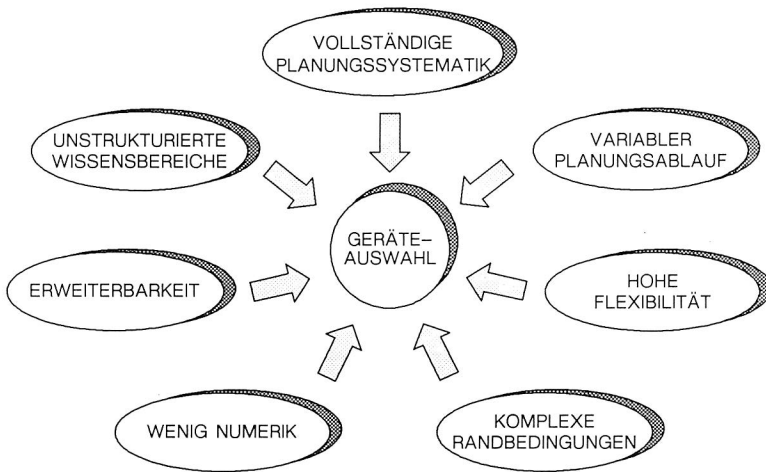 VOLLSTÄNDIGE
PLANUNGSSYSTEMATIK
UNSTRUKTURIERTE
WISSENSBEREICHE
VARIABLER
PLANUNGSABLAUF
GERÄTE-
AUSWAHL
ERWEITERBARKEIT
HOHE
FLEXIBILITÄT
WENIG NUMERIK
KOMPLEXE
RANDBEDINGUNGEN